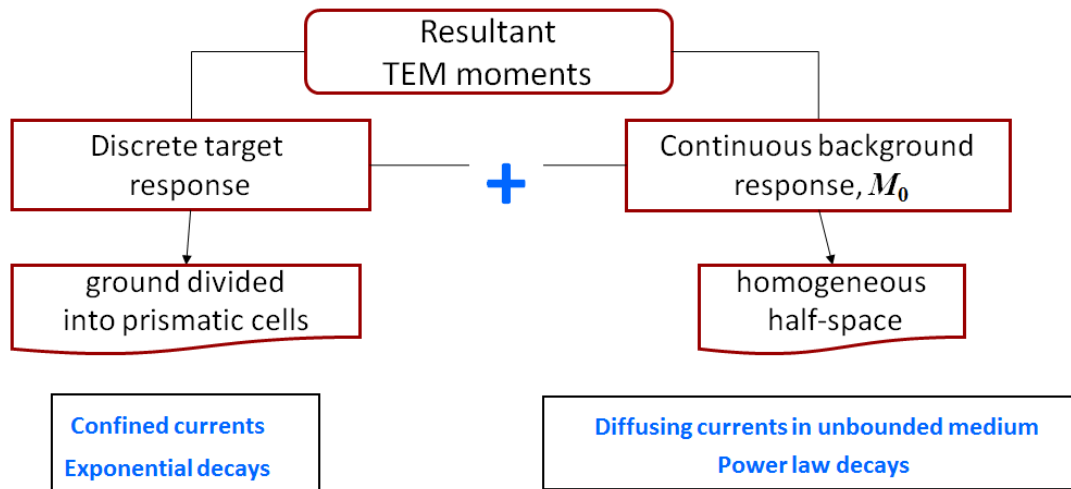 Resultant
TEM moments
Discrete target
response
+
Continuous background
response, M₀
ground divided
into prismatic cells
homogeneous
half-space
Confined currents
Exponential decays
Diffusing currents in unbounded medium
Power law decays